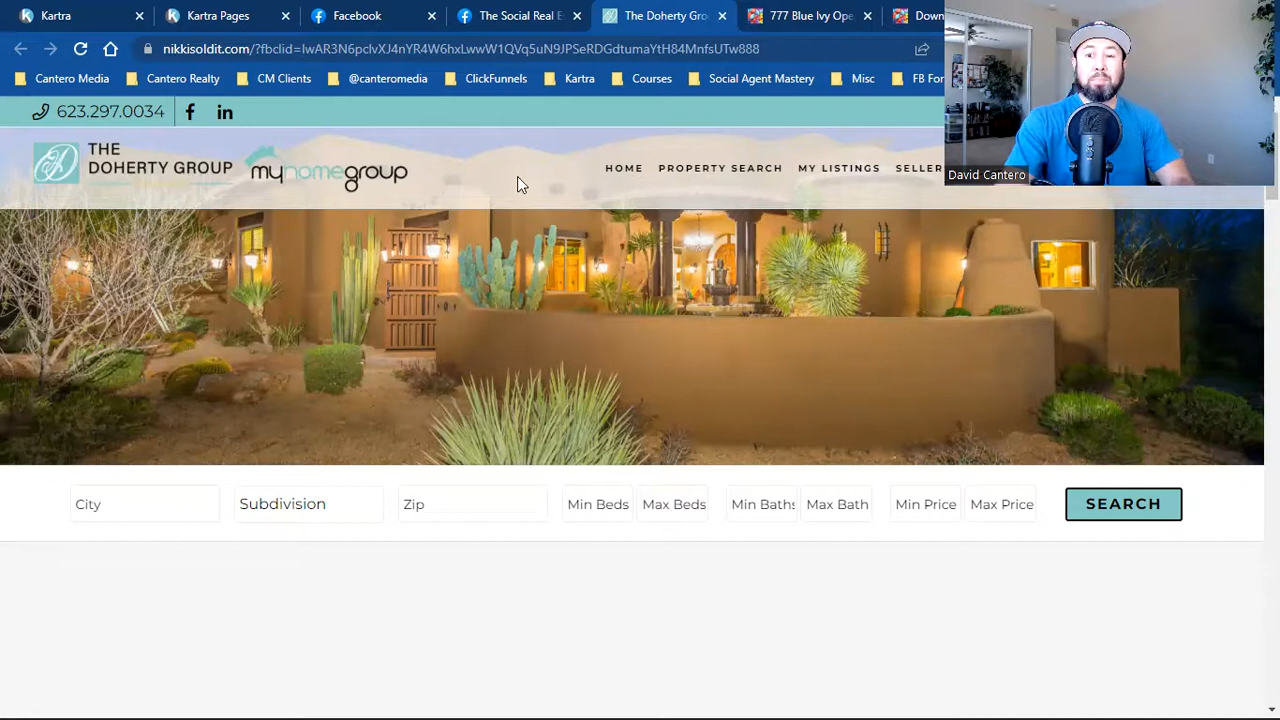 Kartra
Kartra Pages
Facebook
The Social Real Es
The Doherty Gro
777 Blue Ivy Ope
Down
nikkisoldit.com/?fbclid=IwAR3N6pclvXJ4nYR4W6hxLwwW1QVq5uN9JPSeRDGdtumaYtH84MnfsUTw888
Cantero Media
Cantero Realty
CM Clients
@canteromedia
ClickFunnels
Kartra
Courses
Social Agent Mastery
Misc
FB For
623.297.0034
THE
DOHERTY GROUP
myhomegroup
HOME
PROPERTY SEARCH
MY LISTINGS
SELLER
David Cantero
City
Subdivision
Zip
Min Beds
Max Beds
Min Baths
Max Bath
Min Price
Max Price
SEARCH